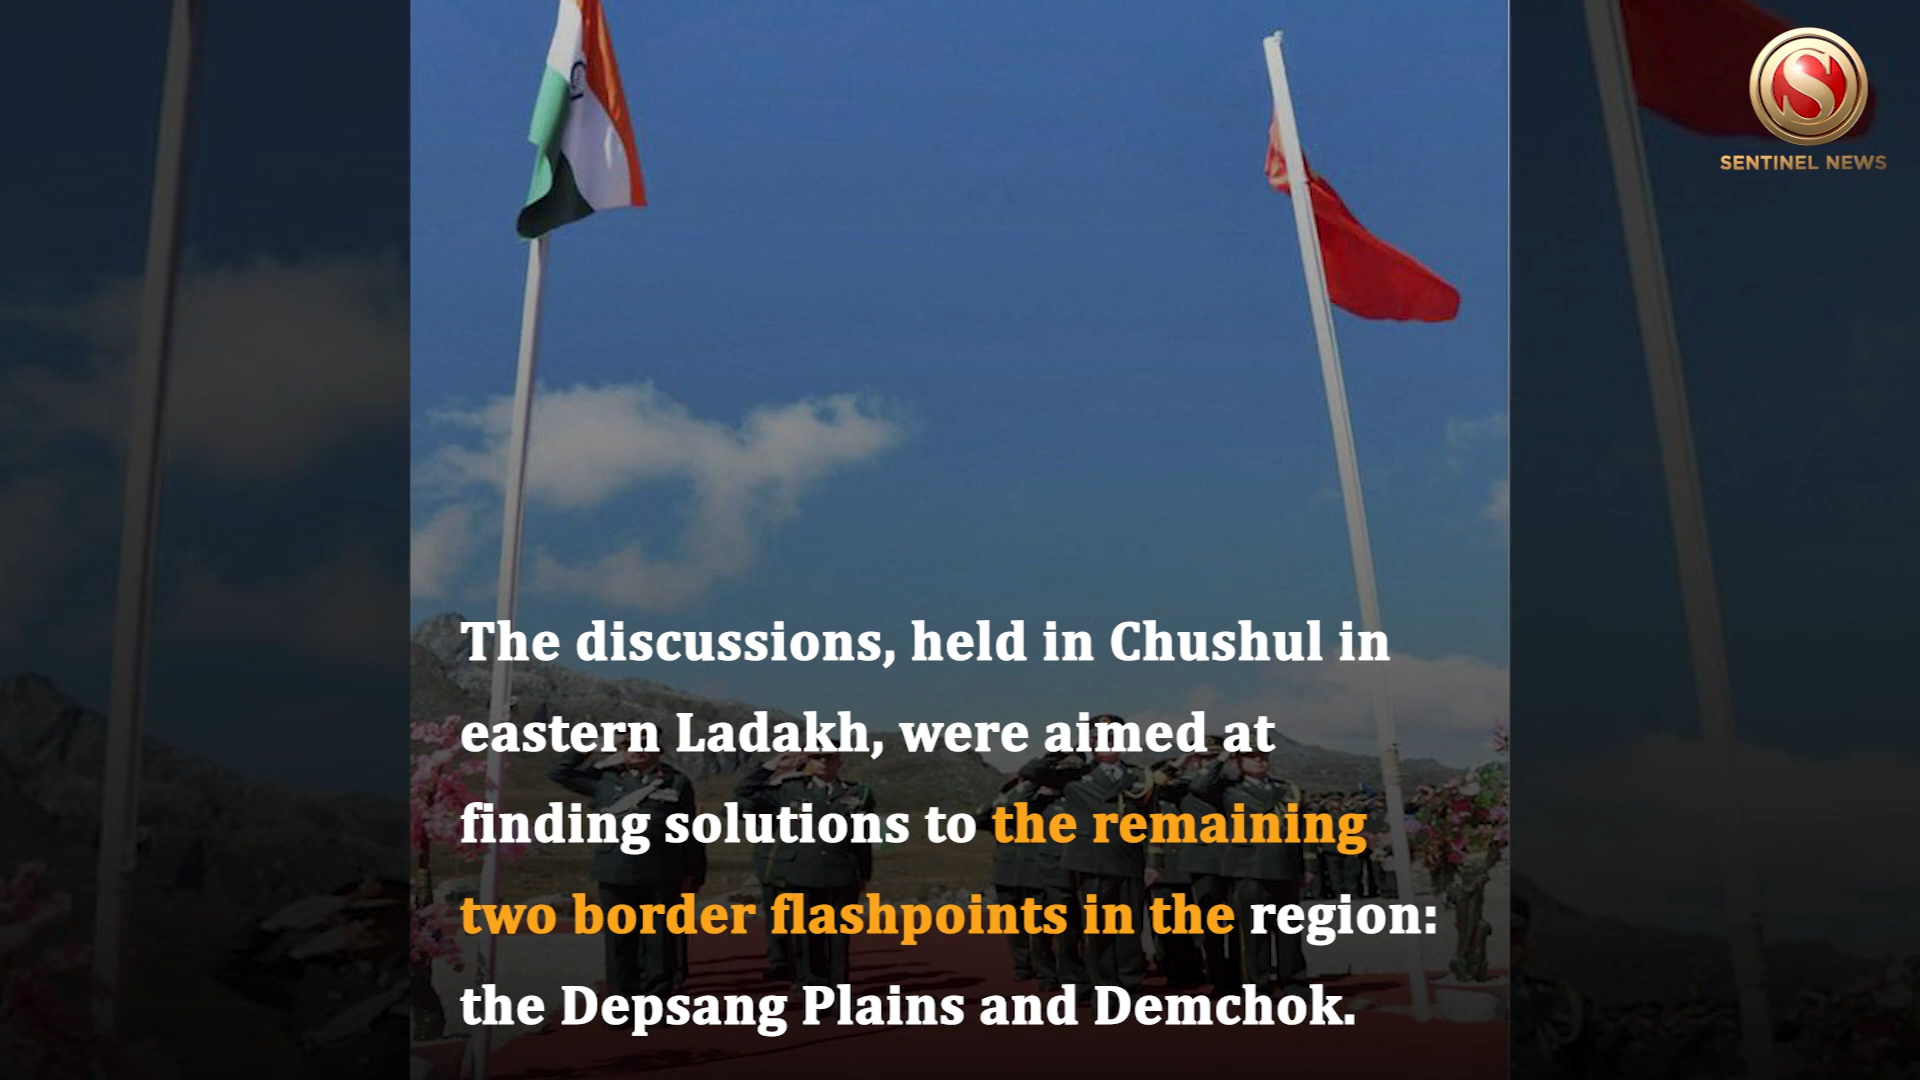 SENTINEL NEWS
The discussions, held in Chushul in
eastern Ladakh, were aimed at
finding solutions to the remaining
two border flashpoints in the region:
the Depsang Plains and Demchok.